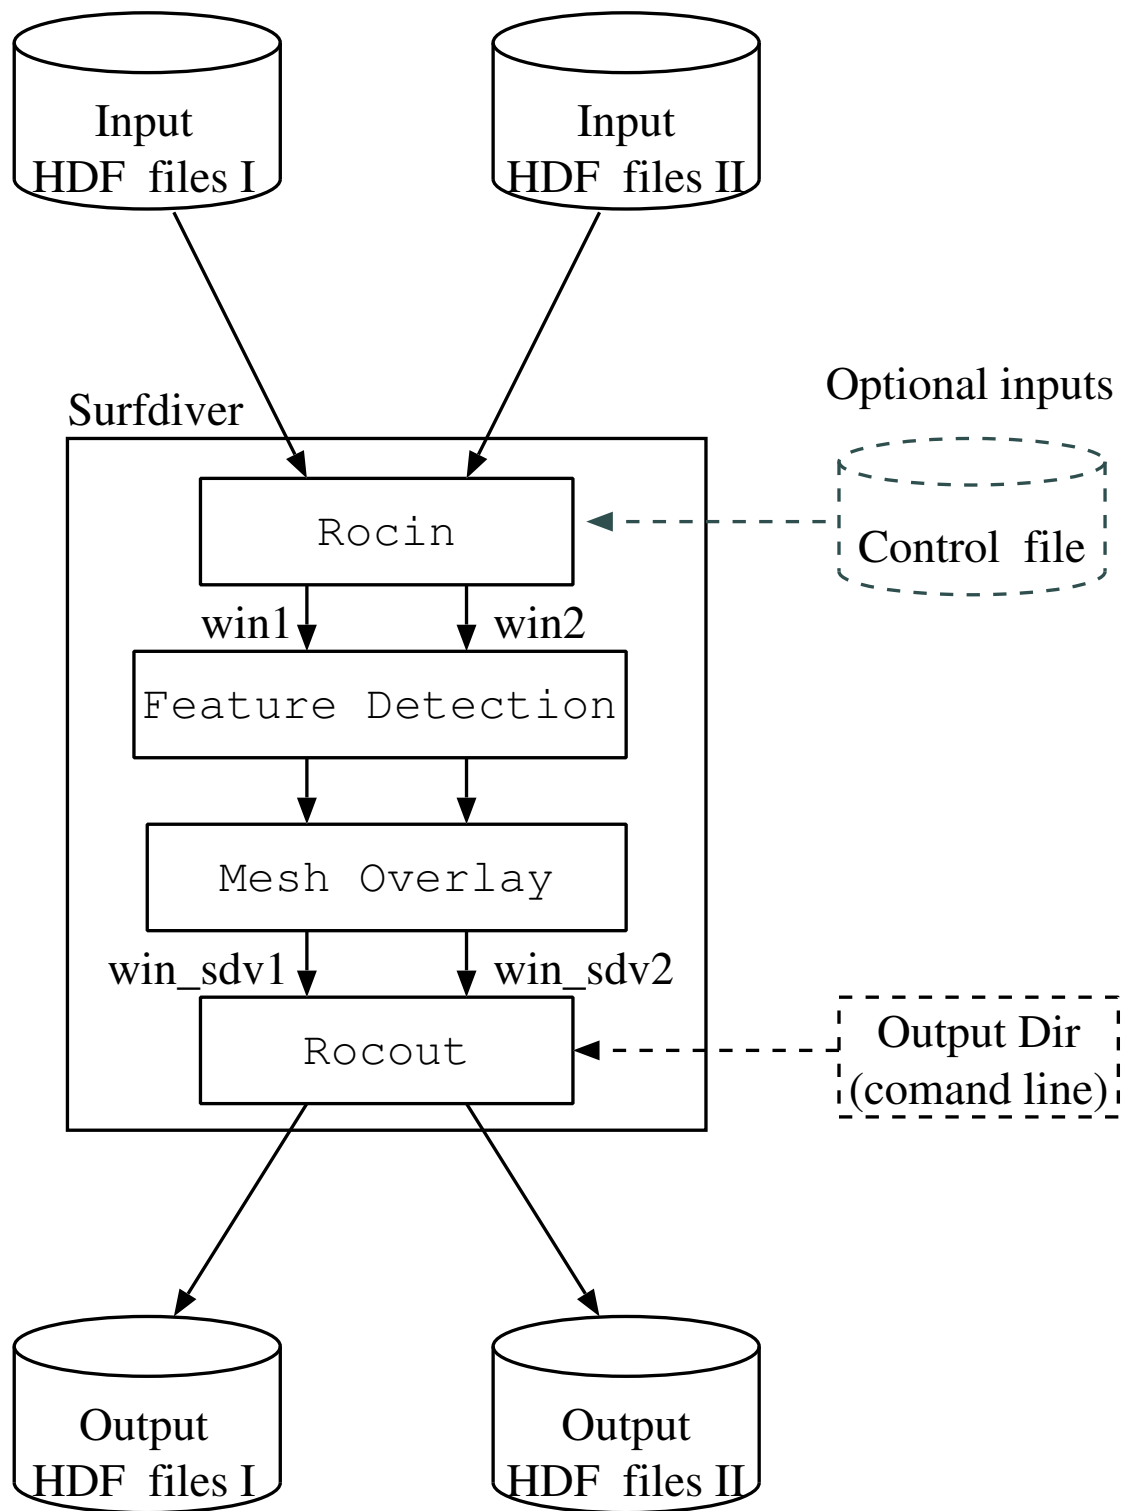 Input
HDF files I
Input
HDF files II
Optional inputs
Surfdiver
Control file
Rocin
win1
win2
Feature Detection
Mesh Overlay
win_sdv1
win_sdv2
Rocout
Output Dir
(comand line)
Output
HDF files I
Output
HDF files II